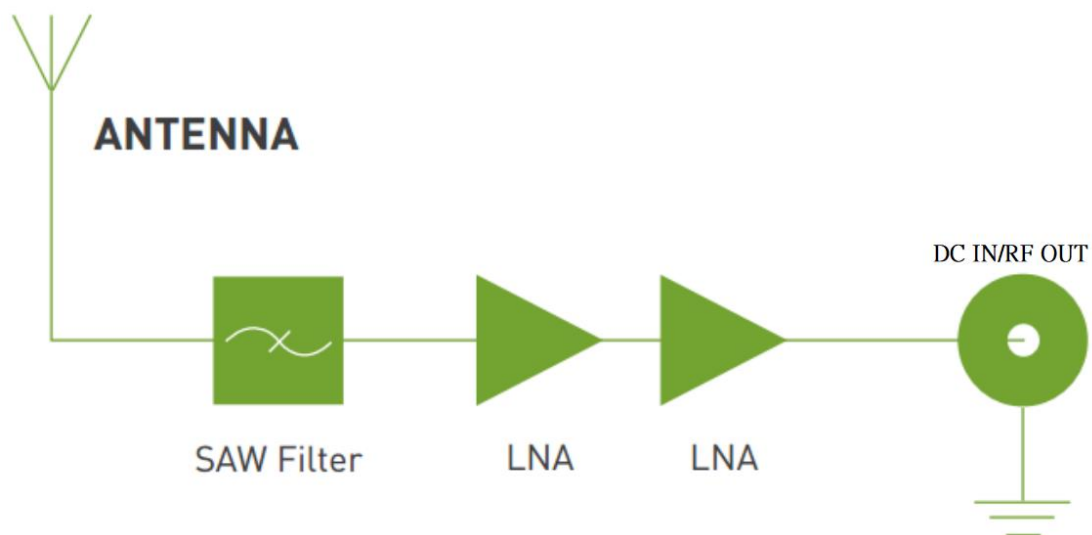 ANTENNA
DC IN/RF OUT
SAW Filter
LNA
LNA